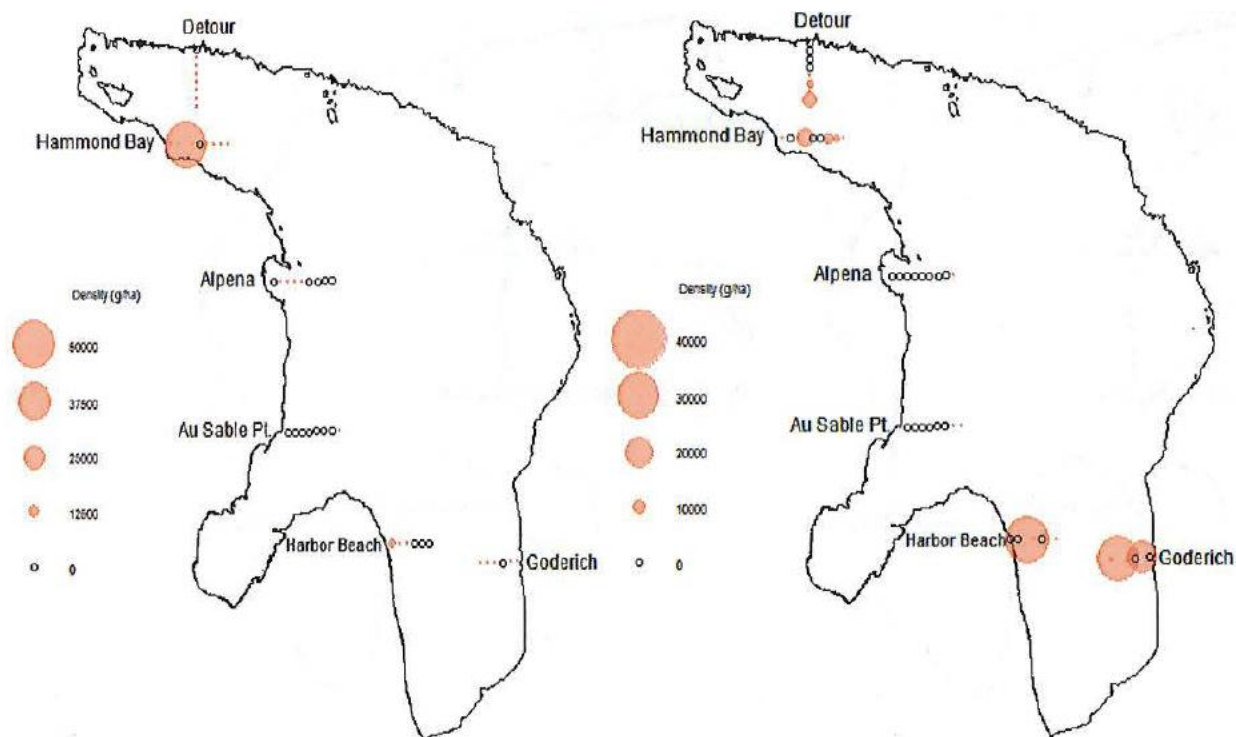 Detour
Hammond Bay
Alpena
Density (g/ha)
50000
37500
25000
12500
0
Au Sable Pt.
Harbor Beach
Goderich
Detour
Hammond Bay
Alpena
Density (g/ha)
40000
30000
20000
10000
0
Au Sable Pt.
Harbor Beach
Goderich